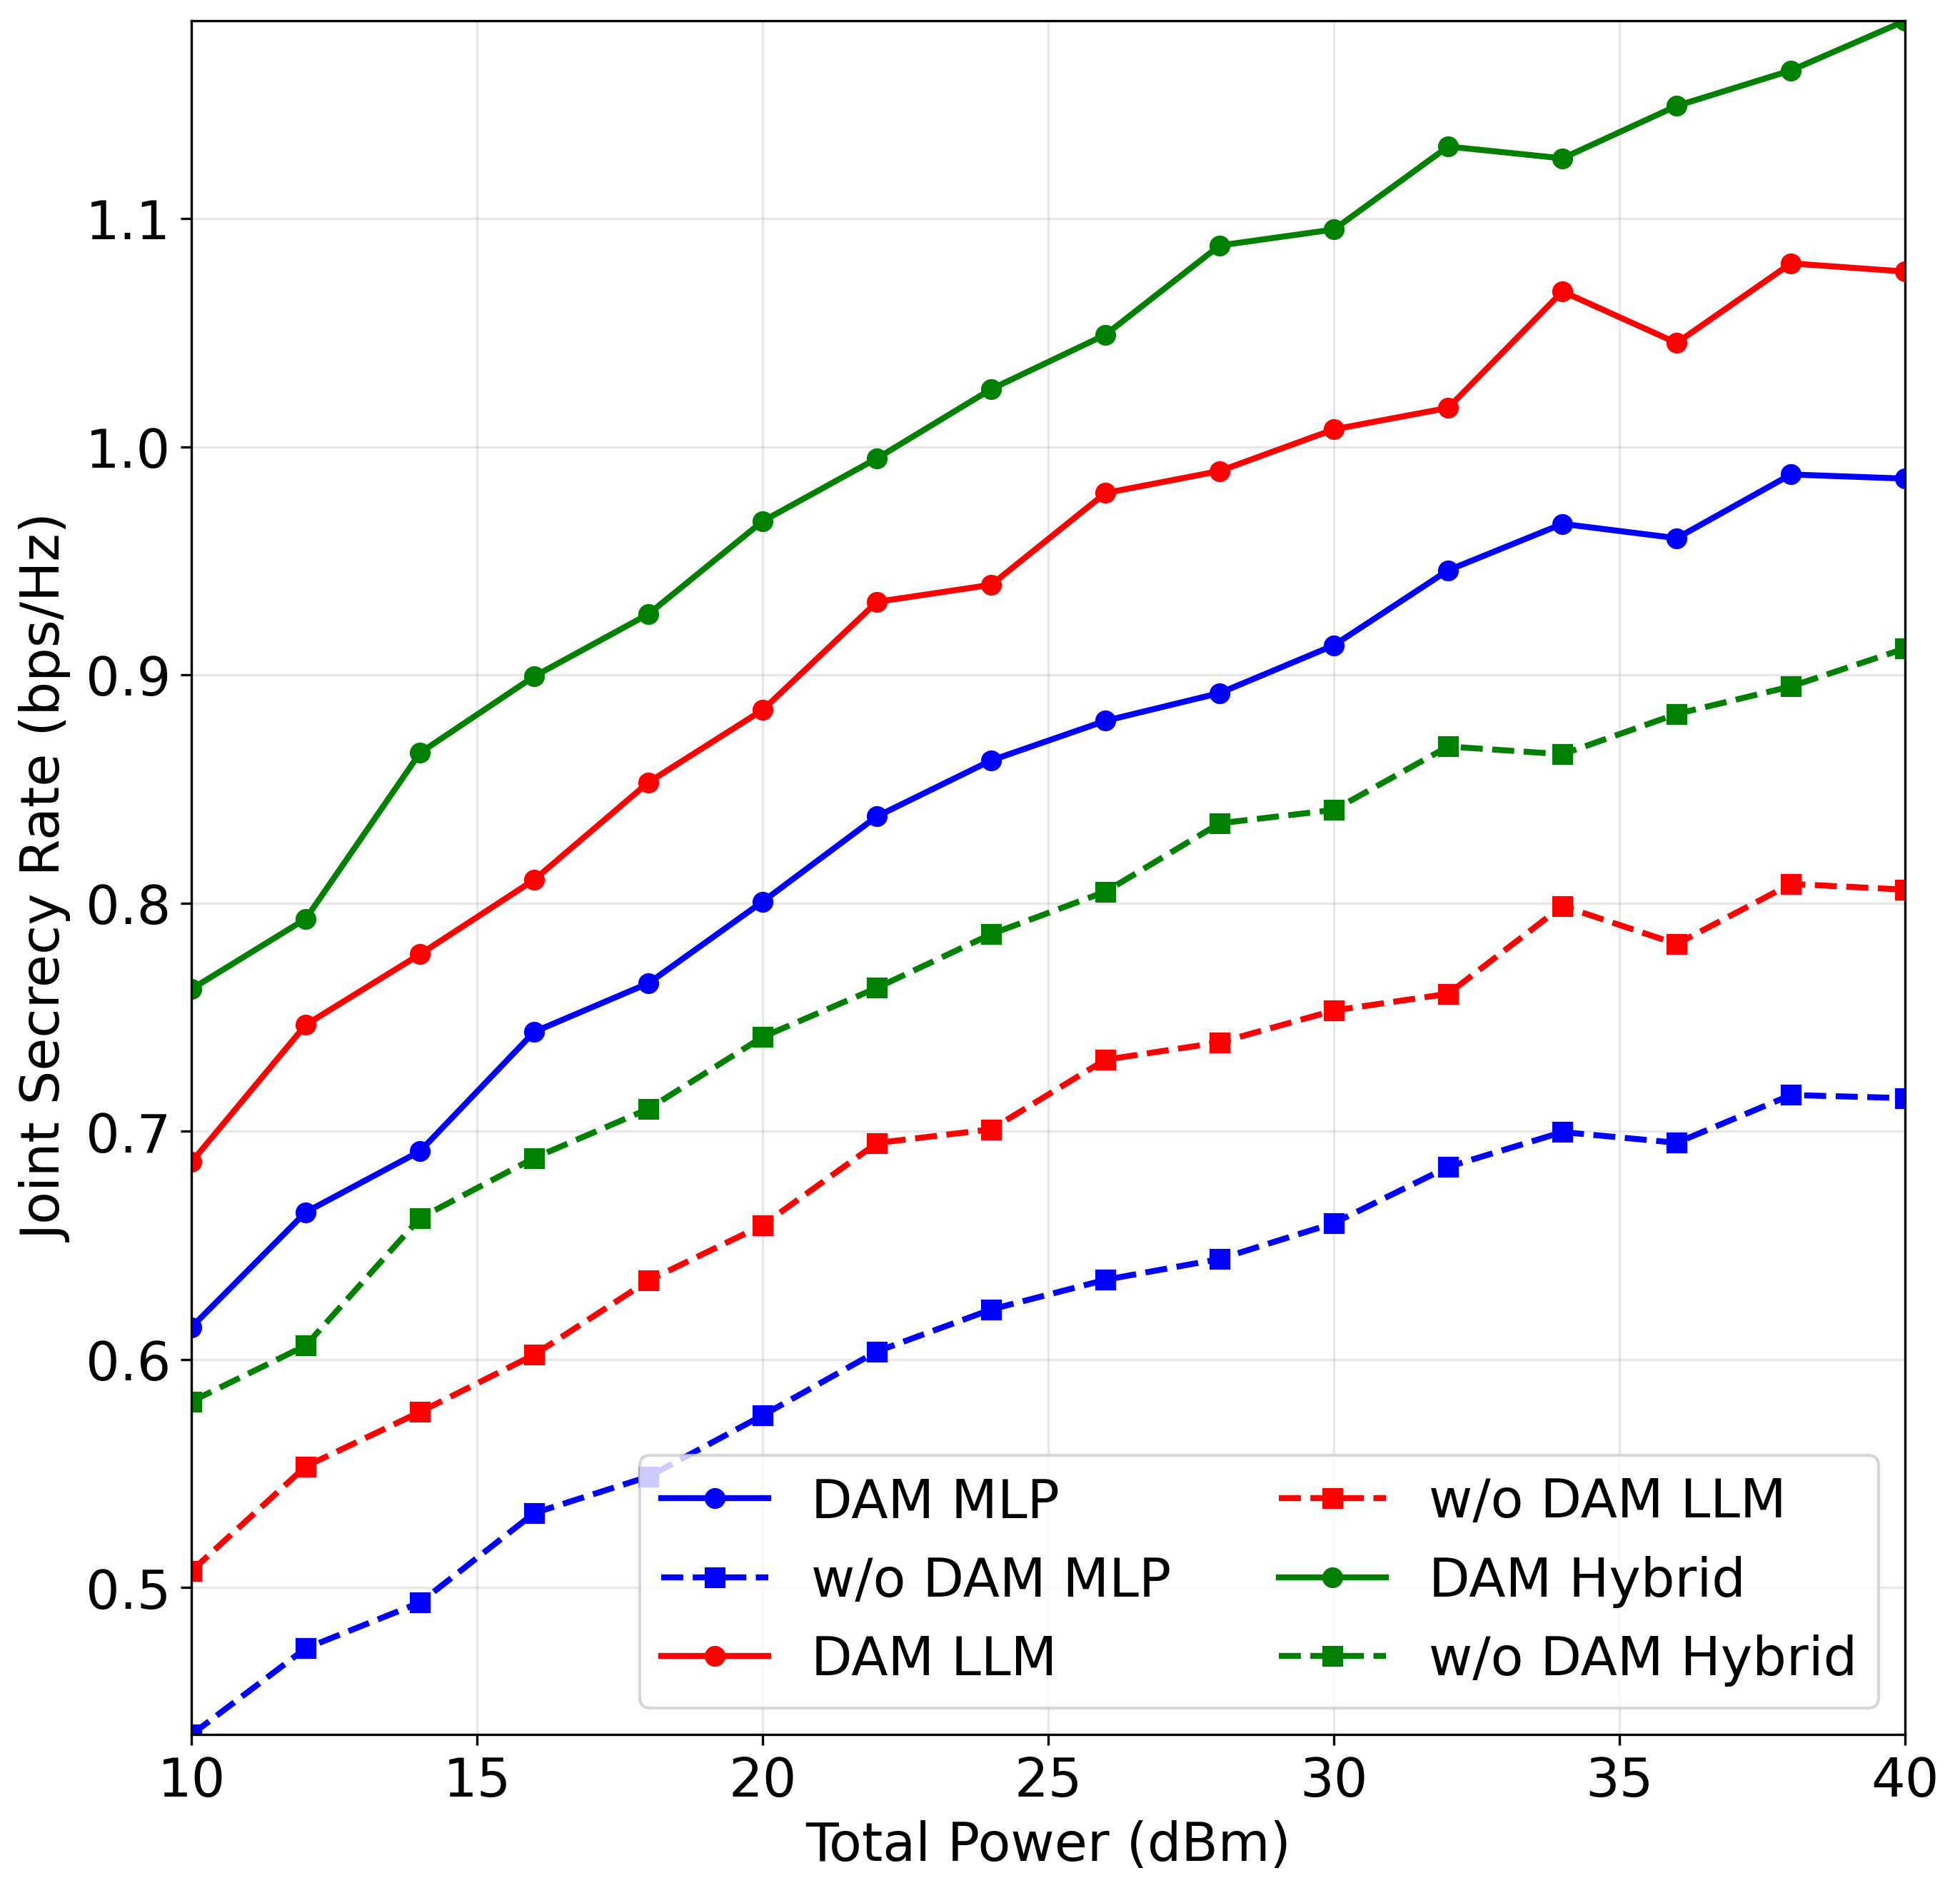 Joint Secrecy Rate (bps/Hz)
1.1
1.0
0.9
0.8
0.7
0.6
0.5
DAM MLP
w/o DAM MLP
DAM LLM
w/o DAM LLM
DAM Hybrid
w/o DAM Hybrid
10 15 20 25 30 35 40
Total Power (dBm)